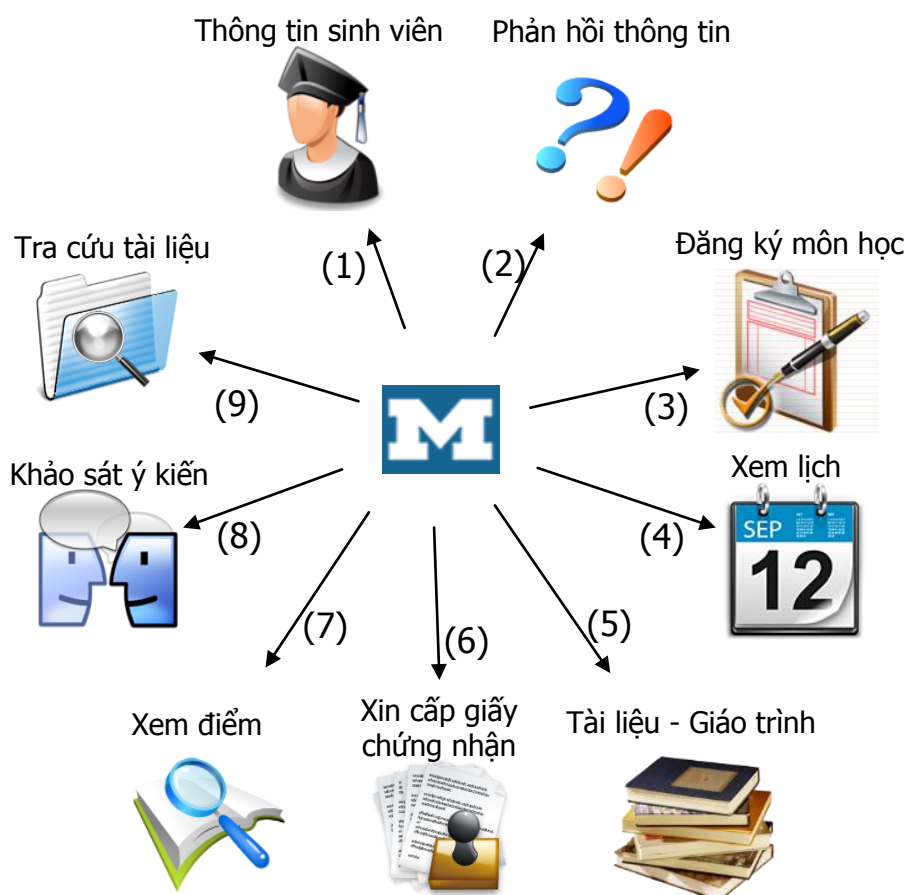 Thông tin sinh viên
Phản hồi thông tin
(1)
(2)
Đăng ký môn học
(3)
Xem lịch
SEP
12
(4)
Tài liệu - Giáo trình
(5)
Xin cấp giấy
chứng nhận
(6)
Xem điểm
(7)
Khảo sát ý kiến
(8)
Tra cứu tài liệu
(9)
M